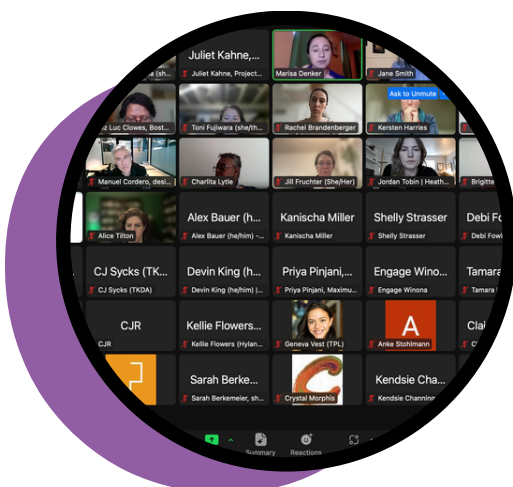 Juliet Kahne,...
a (sh...
Juliet Kahne, Project...
Marisa Denker
Jane Smith
Ask to Unmute
Luc Clowes, Bost...
Toni Fujiwara (she/th...
Rachel Brandenberger
Kersten Harries
Manuel Cordero, desi...
Charlita Lytle
Jill Fruchter (She/Her)
Jordan Tobin | Heath...
Brigitte
Alex Bauer (h...
Kanischa Miller
Shelly Strasser
Debi Fo
Alice Tilton
Alex Bauer (he/him) -...
Kanischa Miller
Shelly Strasser
Debi Fowl
CJ Sycks (TK...
Devin King (h...
Priya Pinjani,...
Engage Wino...
Tamara
CJ Sycks (TKDA)
Devin King (he/him) |...
Priya Pinjani, Maximu...
Engage Winona
Tamara
CJR
Kellie Flowers...
A
Clai
CJR
Kellie Flowers (Hylan...
Geneva Vest (TPL)
Anke Stohlmann
Sarah Berke...
Kendsie Cha...
Sarah Berkemeier, sh...
Crystal Morphis
Kendsie Channing
Summary
Reactions